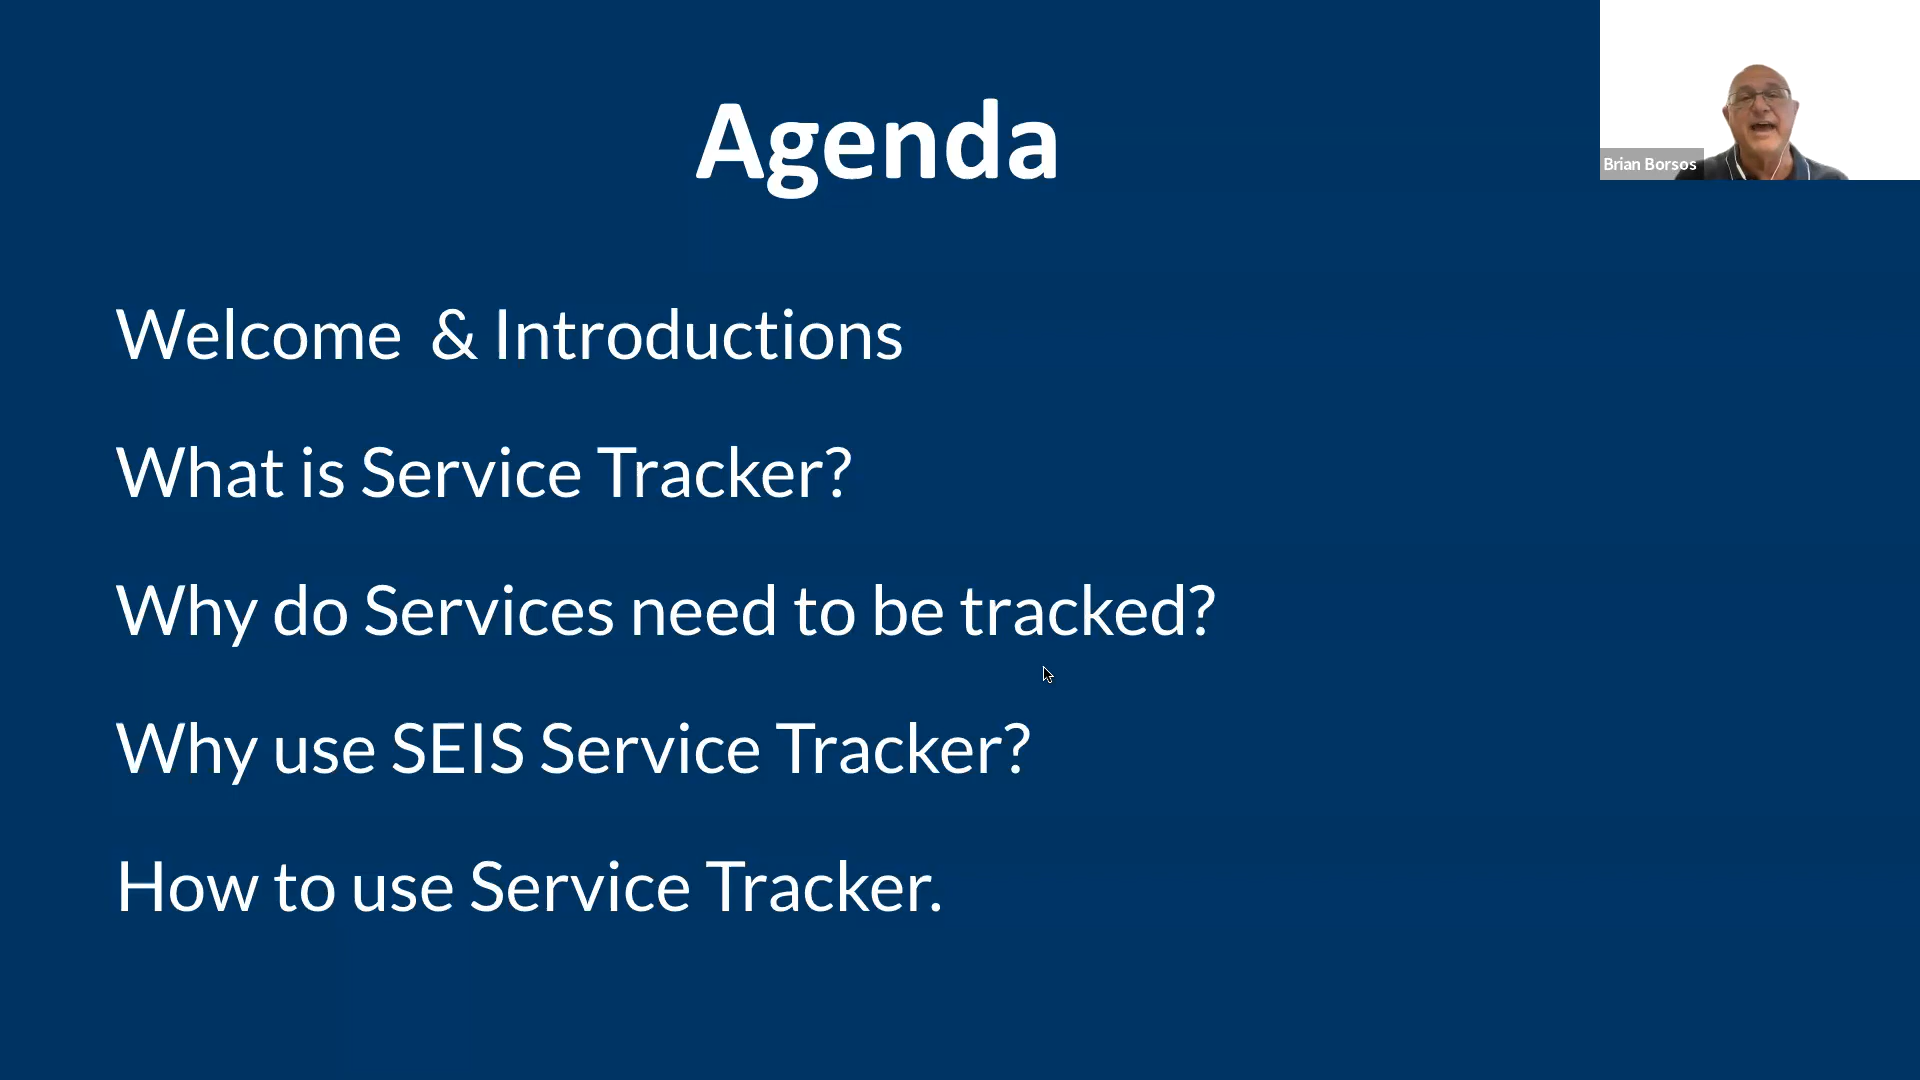 Agenda
Brian Borsos
Welcome & Introductions
What is Service Tracker?
Why do Services need to be tracked?
Why use SEIS Service Tracker?
How to use Service Tracker.